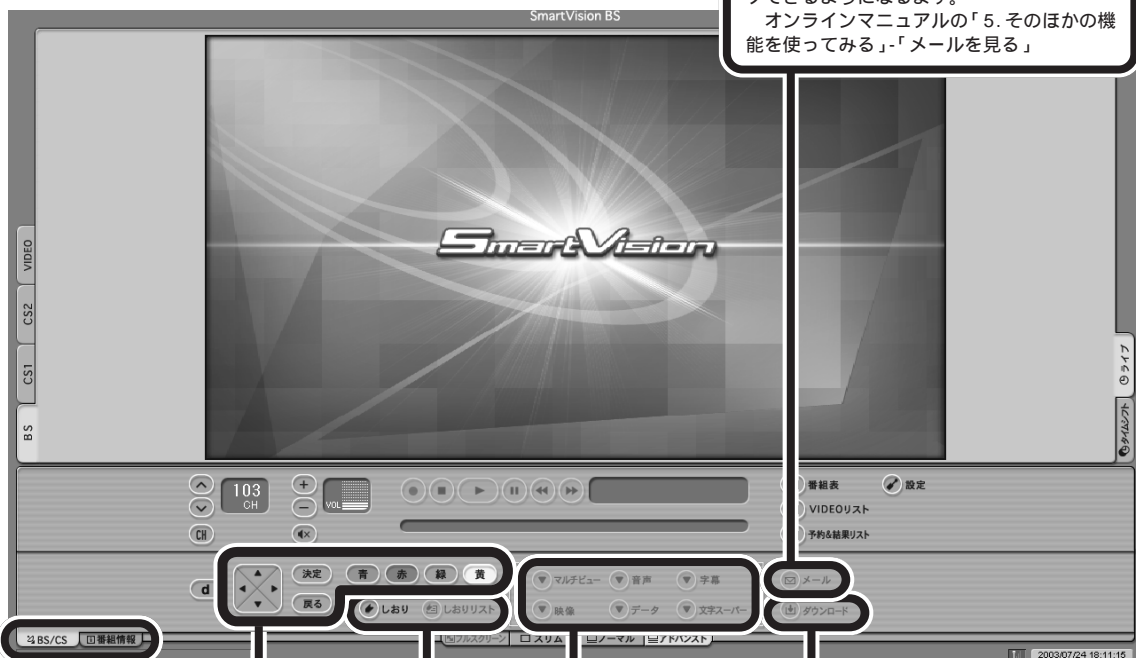 できるようになるます。
オンラインマニュアルの「5.そのほかの機
能を使ってみる」-「メールを見る」
SmartVision BS
SmartVision
VIDEO
CS2
CS1
BS
ライブ
タイムシフト
103
CH
CH
VOL
番組表
設定
VIDEOリスト
予約&結果リスト
d
決定
戻る
青
赤
緑
黄
しおり
しおりリスト
マルチビュー
音声
字幕
映像
データ
文字スーパー
メール
ダウンロード
BS/CS
番組情報
フルスクリーン
スリム
ノーマル
アドバンスト
2003/07/24 18:11:15